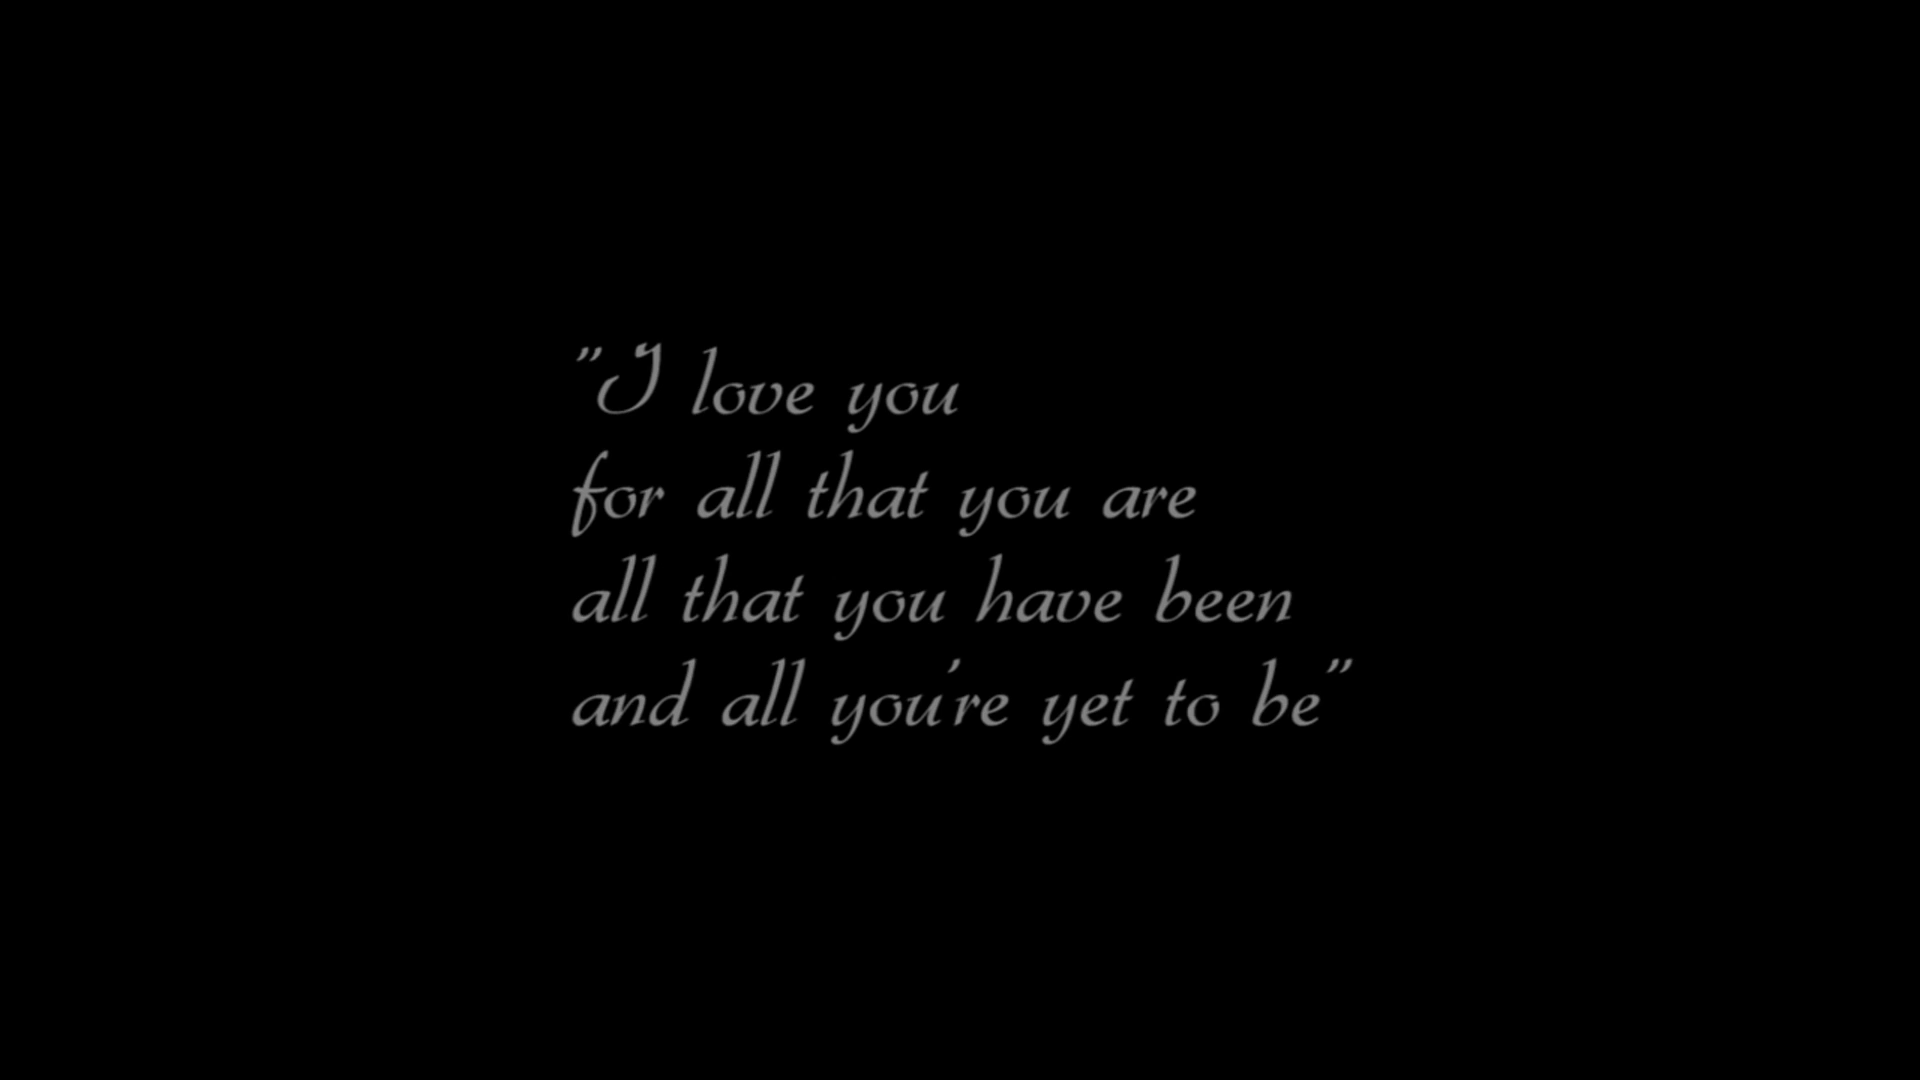 "I love you
for all that you are
all that you have been
and all you're yet to be"